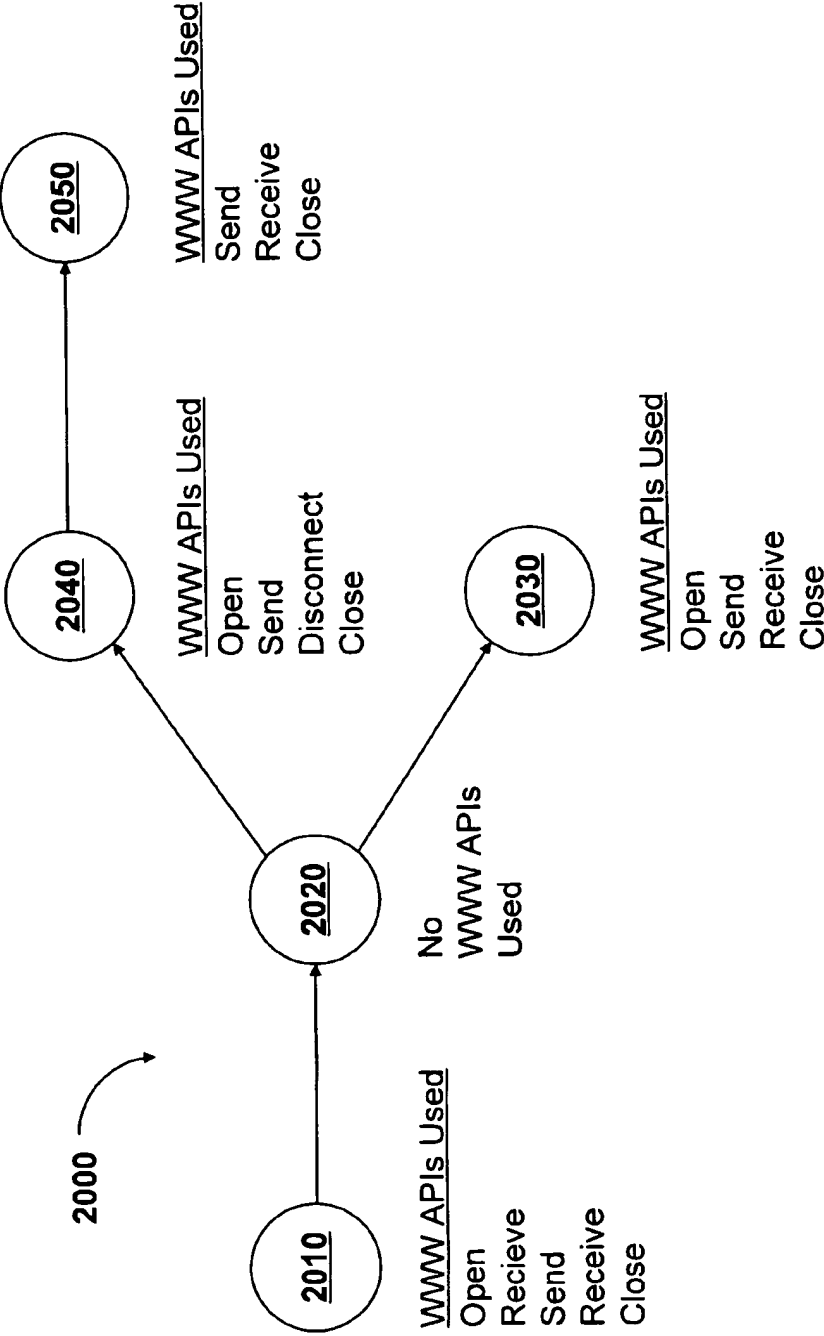 2000
2010
WWW APIs Used
Open
Recieve
Send
Receive
Close
2020
No
WWW APIs
Used
2040
WWW APIs Used
Open
Send
Disconnect
Close
2030
WWW APIs Used
Open
Send
Receive
Close
2050
WWW APIs Used
Send
Receive
Close